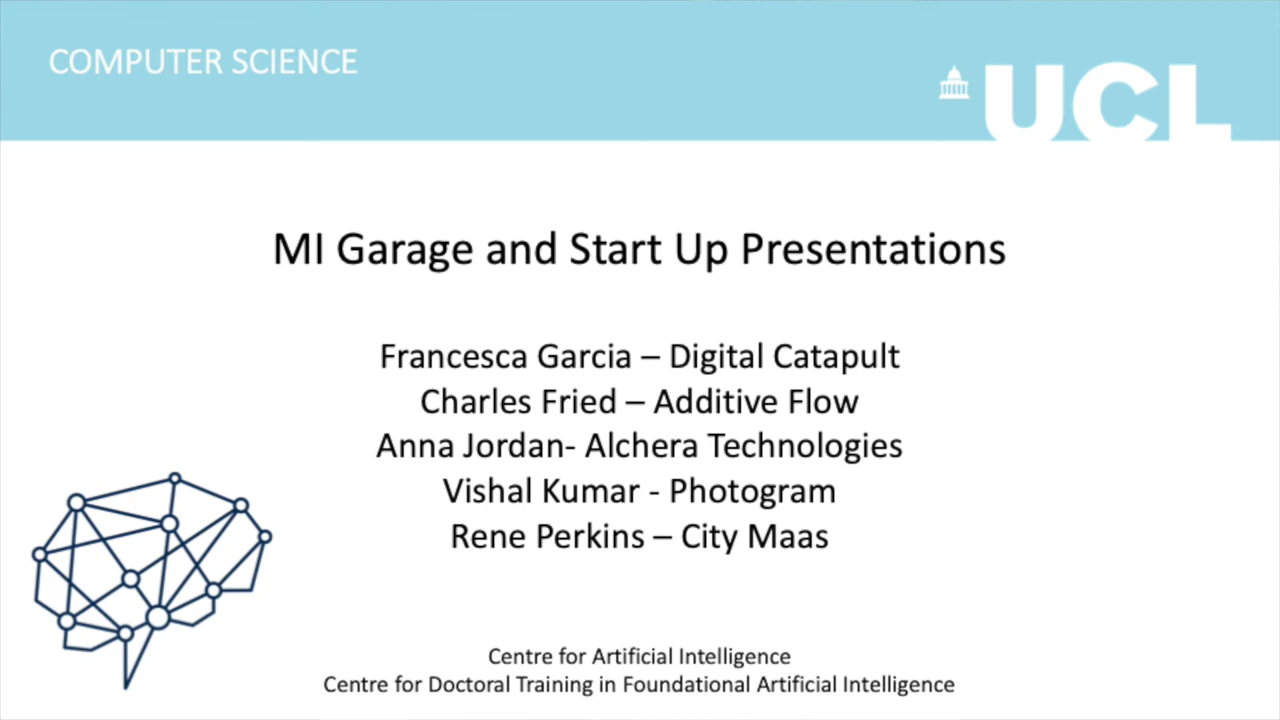 COMPUTER SCIENCE
UCL
MI Garage and Start Up Presentations
Francesca Garcia – Digital Catapult
Charles Fried – Additive Flow
Anna Jordan- Alchera Technologies
Vishal Kumar - Photogram
Rene Perkins – City Maas
Centre for Artificial Intelligence
Centre for Doctoral Training in Foundational Artificial Intelligence